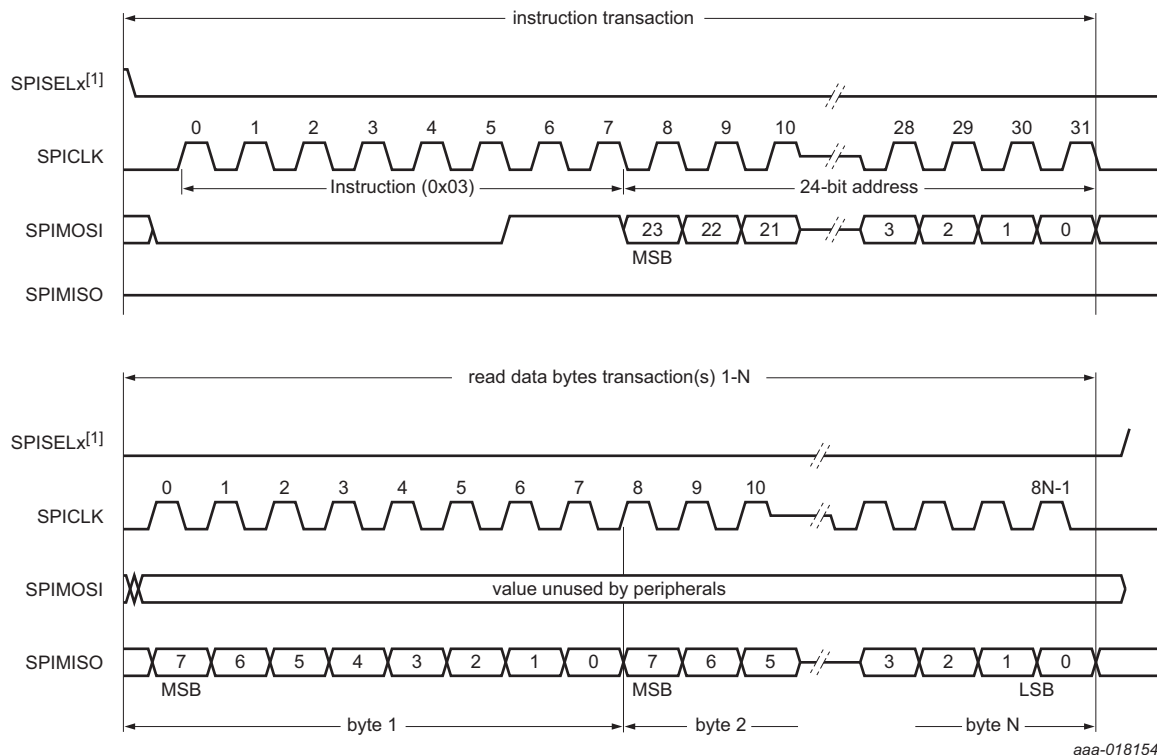 instruction transaction
SPISELx[1]
0 1 2 3 4 5 6 7 8 9 10 28 29 30 31
SPICLK
Instruction (0x03) 24-bit address
SPIMOSI 23 22 21 3 2 1 0
MSB
SPIMISO
read data bytes transaction(s) 1-N
SPISELx[1]
0 1 2 3 4 5 6 7 8 9 10 8N-1
SPICLK
SPIMOSI value unused by peripherals
SPIMISO 7 6 5 4 3 2 1 0 7 6 5 3 2 1 0
MSB MSB LSB
byte 1 byte 2 byte N
aaa-018154